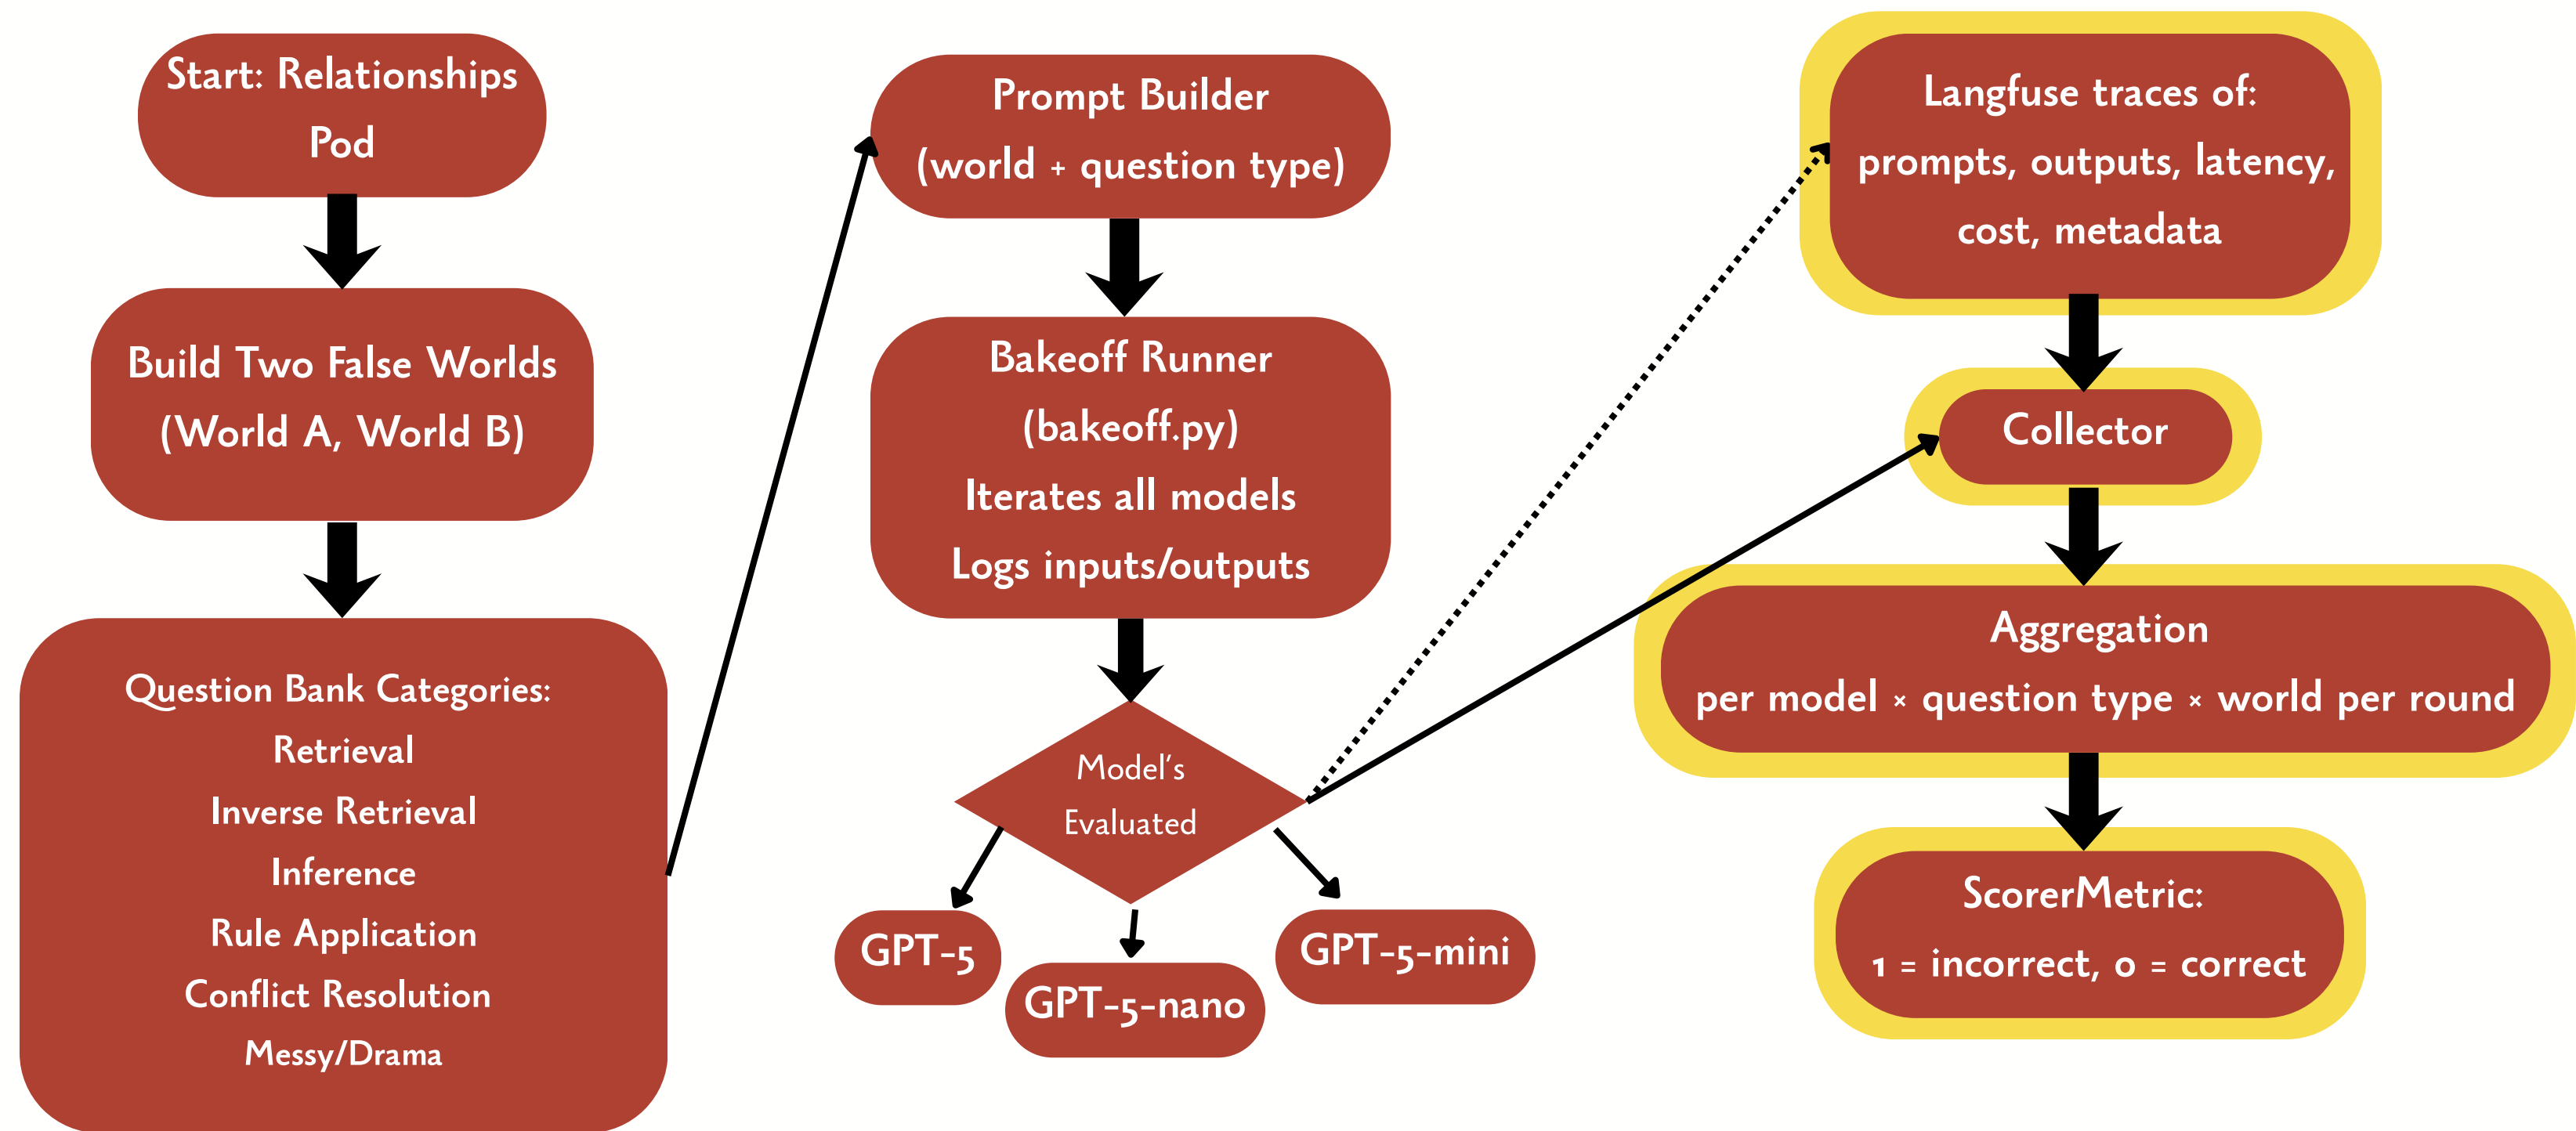 Start: Relationships
Pod
Build Two False Worlds
(World A, World B)
Question Bank Categories:
Retrieval
Inverse Retrieval
Inference
Rule Application
Conflict Resolution
Messy/Drama
Prompt Builder
(world + question type)
Bakeoff Runner
(bakeoff.py)
Iterates all models
Logs inputs/outputs
Model's
Evaluated
GPT-5
GPT-5-nano
GPT-5-mini
Langfuse traces of:
prompts, outputs, latency,
cost, metadata
Collector
Aggregation
per model × question type × world per round
ScorerMetric:
1 = incorrect, 0 = correct